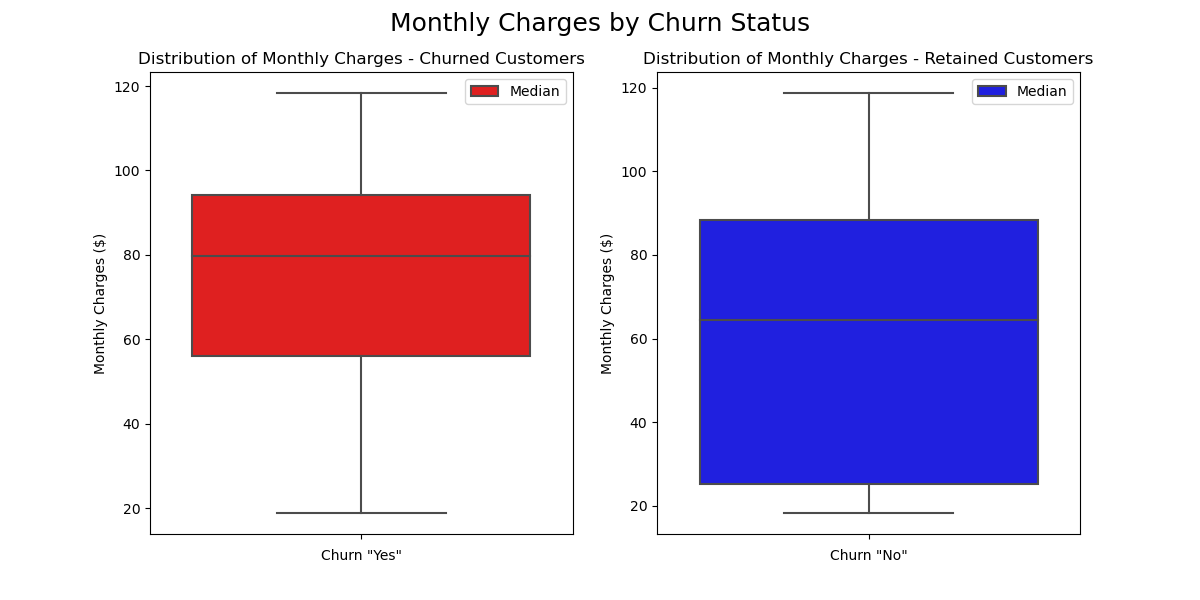 Monthly Charges by Churn Status
Distribution of Monthly Charges - Churned Customers
Median
120
100
80
60
40
20
Monthly Charges ($)
Churn "Yes"
Distribution of Monthly Charges - Retained Customers
Median
120
100
80
60
40
20
Monthly Charges ($)
Churn "No"